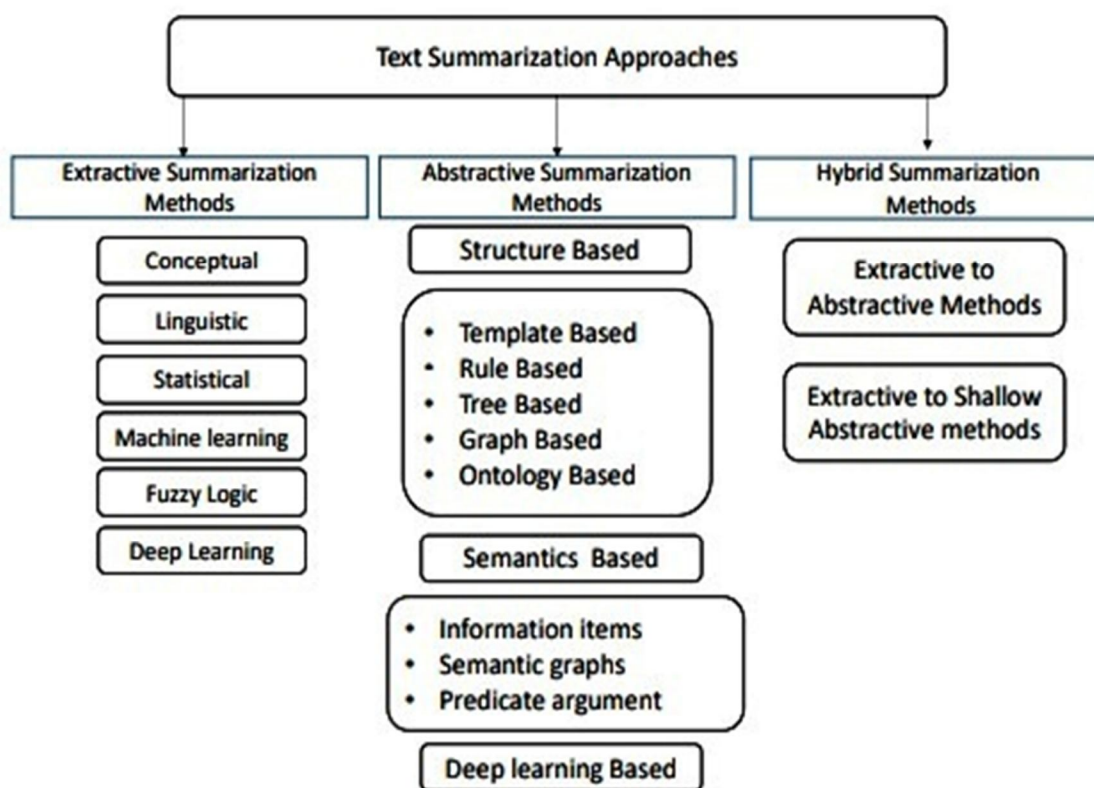 Text Summarization Approaches
Extractive Summarization
Methods
Conceptual
Linguistic
Statistical
Machine learning
Fuzzy Logic
Deep Learning
Abstractive Summarization
Methods
Structure Based
• Template Based
• Rule Based
• Tree Based
• Graph Based
• Ontology Based
Semantics Based
• Information items
• Semantic graphs
• Predicate argument
Deep learning Based
Hybrid Summarization
Methods
Extractive to
Abstractive Methods
Extractive to Shallow
Abstractive methods